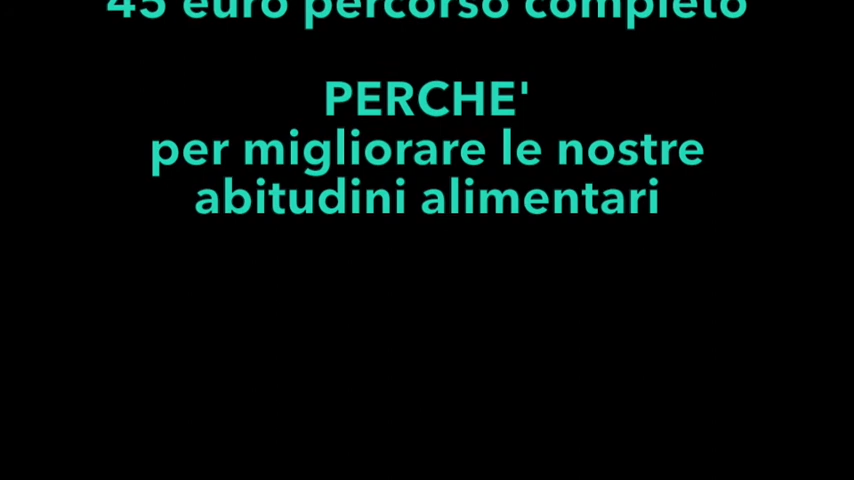 45 euro percorso completo
PERCHE'
per migliorare le nostre
abitudini alimentari